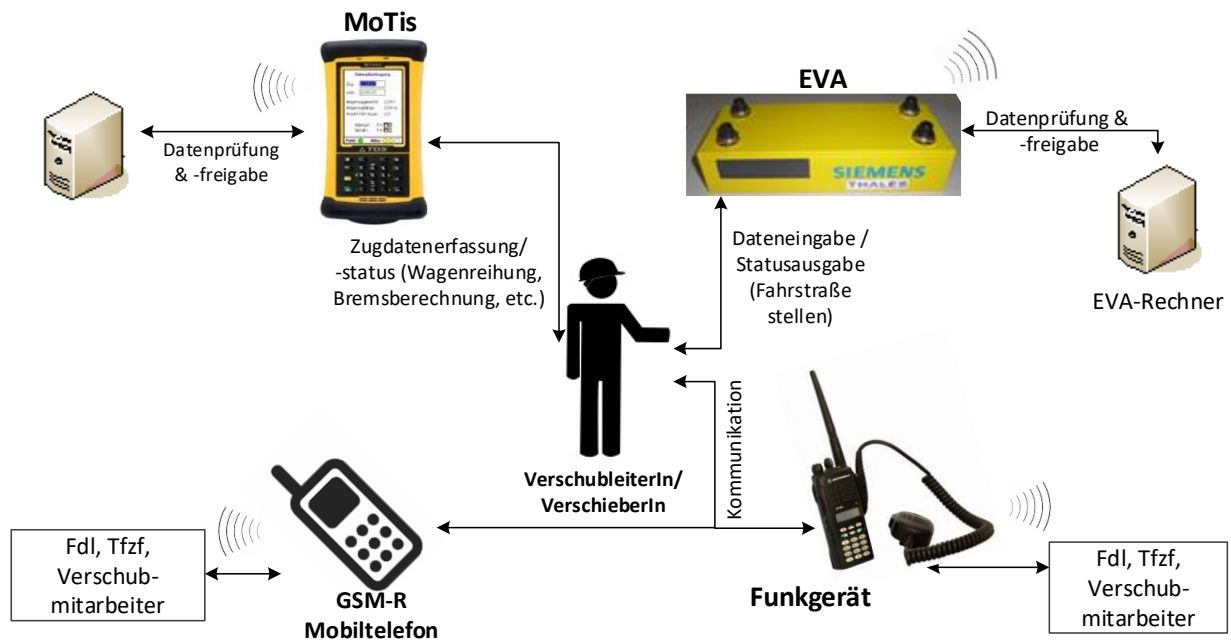 MoTis
EVA
TDS
SIEMENS
THALES
Datenprüfung
& -freigabe
Datenprüfung &
-freigabe
Zugdatenerfassung/
-status (Wagenreihung,
Bremsberechnung, etc.)
Dateneingabe /
Statusausgabe
(Fahrstraße
stellen)
EVA-Rechner
Kommunikation
VerschubleiterIn/
VerschieberIn
Fdl, Tfzf,
Verschub-
mitarbeiter
GSM-R
Mobiltelefon
Funkgerät
Fdl, Tfzf,
Verschub-
mitarbeiter